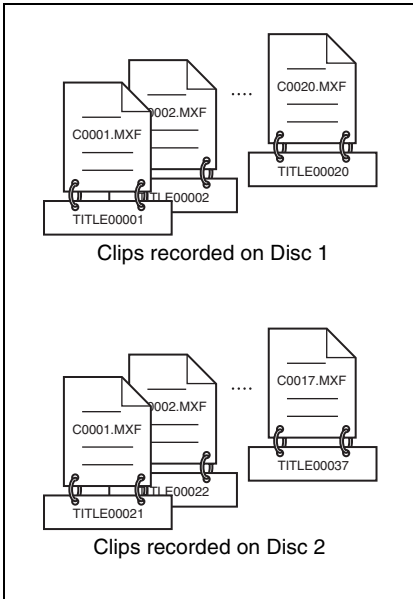 C0001.MXF
0002.MXF
....
C0020.MXF
TITLE00001
TLE00002
TITLE00020
Clips recorded on Disc 1
C0001.MXF
0002.MXF
....
C0017.MXF
TITLE00021
TLE00022
TITLE00037
Clips recorded on Disc 2